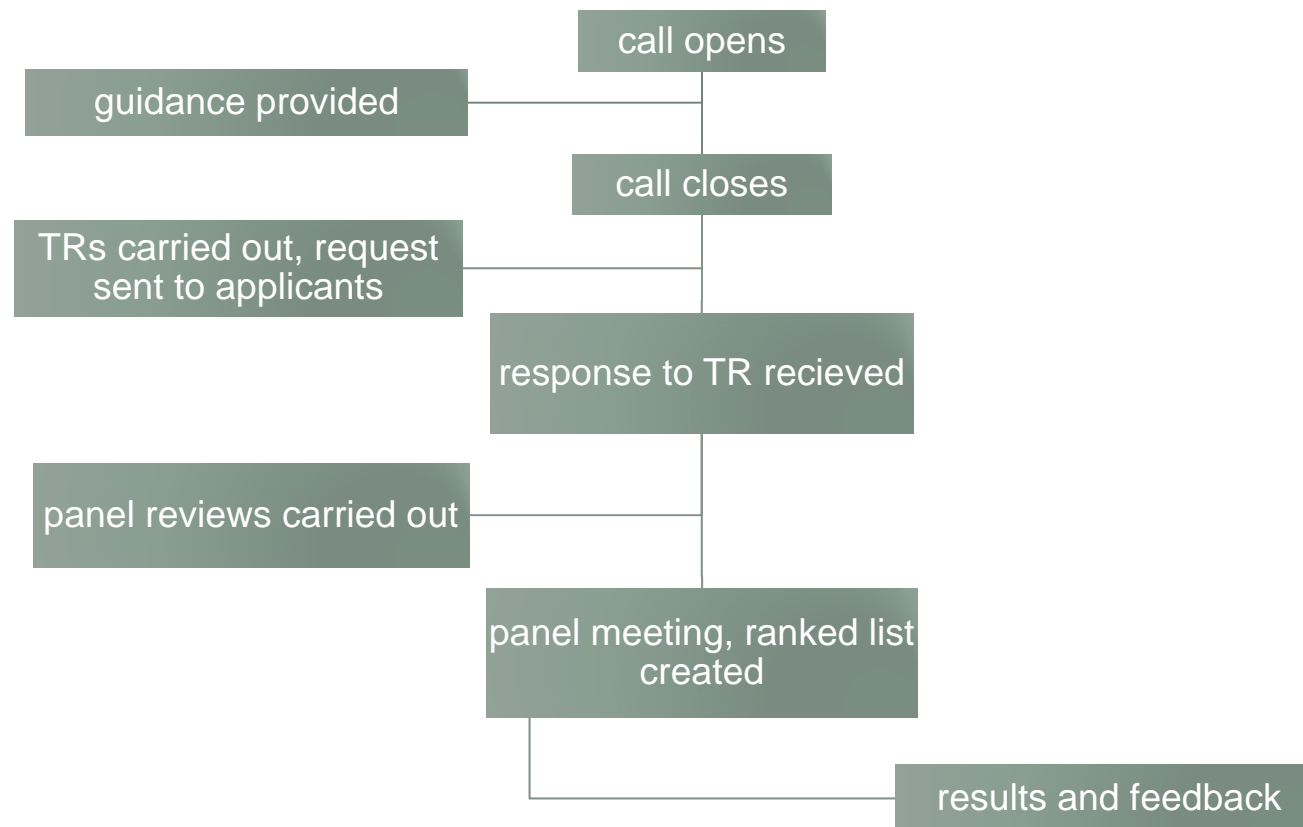 call opens
guidance provided
call closes
TRs carried out, request
sent to applicants
response to TR recieved
panel reviews carried out
panel meeting, ranked list
created
results and feedback